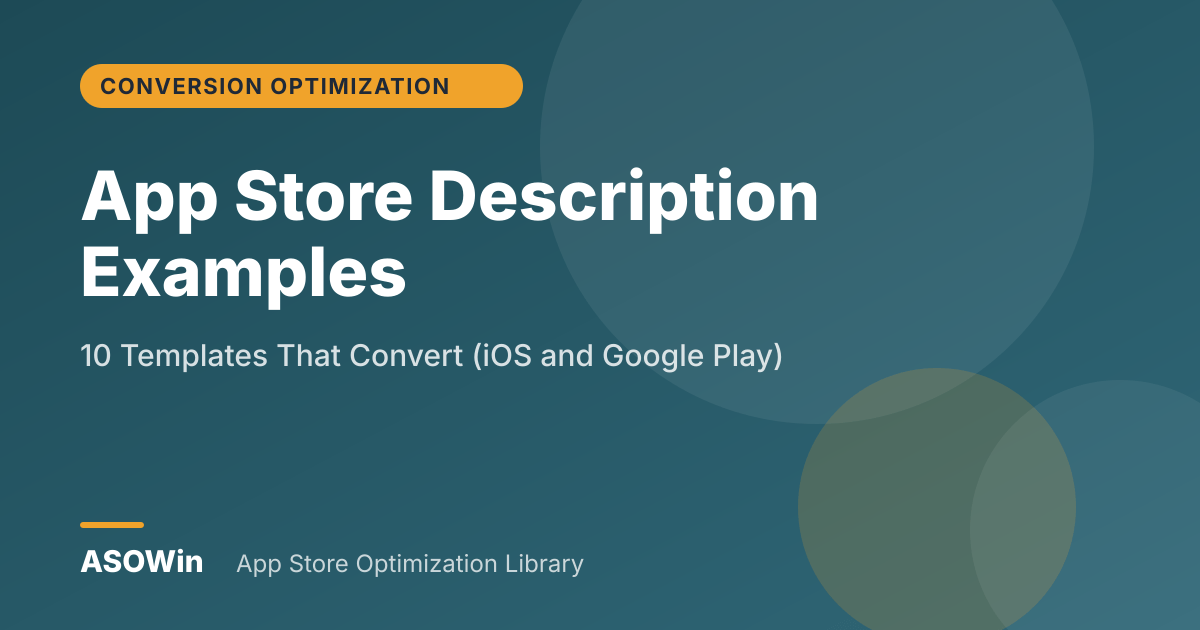 CONVERSION OPTIMIZATION
App Store Description
Examples
10 Templates That Convert (iOS and Google Play)
ASOWin App Store Optimization Library